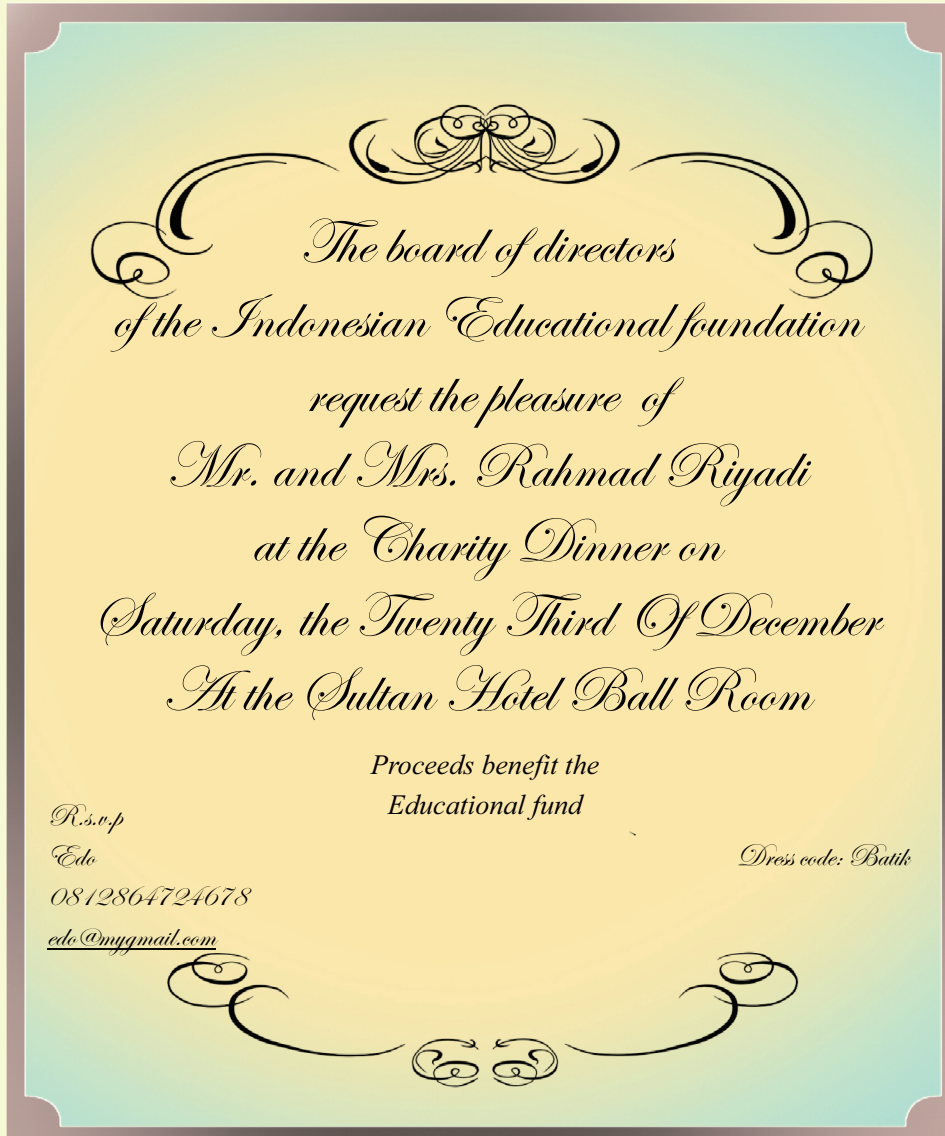 The board of directors
of the Indonesian Educational foundation
request the pleasure of
Mr. and Mrs. Rahmad Riyadi
at the Charity Dinner on
Saturday, the Twenty Third Of December
At the Sultan Hotel Ball Room
Proceeds benefit the
Educational fund
R.s.v.p
Edo
0812864724678
edo@mygmail.com
Dress code: Batik